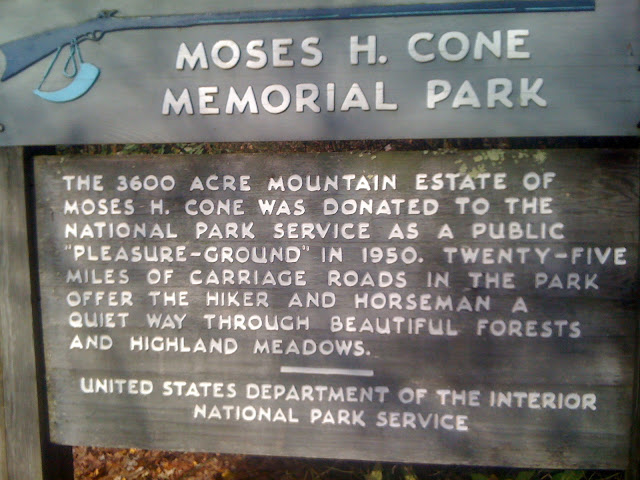 MOSES H. CONE
MEMORIAL PARK
THE 3600 ACRE MOUNTAIN ESTATE OF
MOSES H. CONE WAS DONATED TO THE
NATIONAL PARK SERVICE AS A PUBLIC
"PLEASURE-GROUND" IN 1950. TWENTY-FIVE
MILES OF CARRIAGE ROADS IN THE PARK
OFFER THE HIKER AND HORSEMAN A
QUIET WAY THROUGH BEAUTIFUL FORESTS
AND HIGHLAND MEADOWS.
UNITED STATES DEPARTMENT OF THE INTERIOR
NATIONAL PARK SERVICE